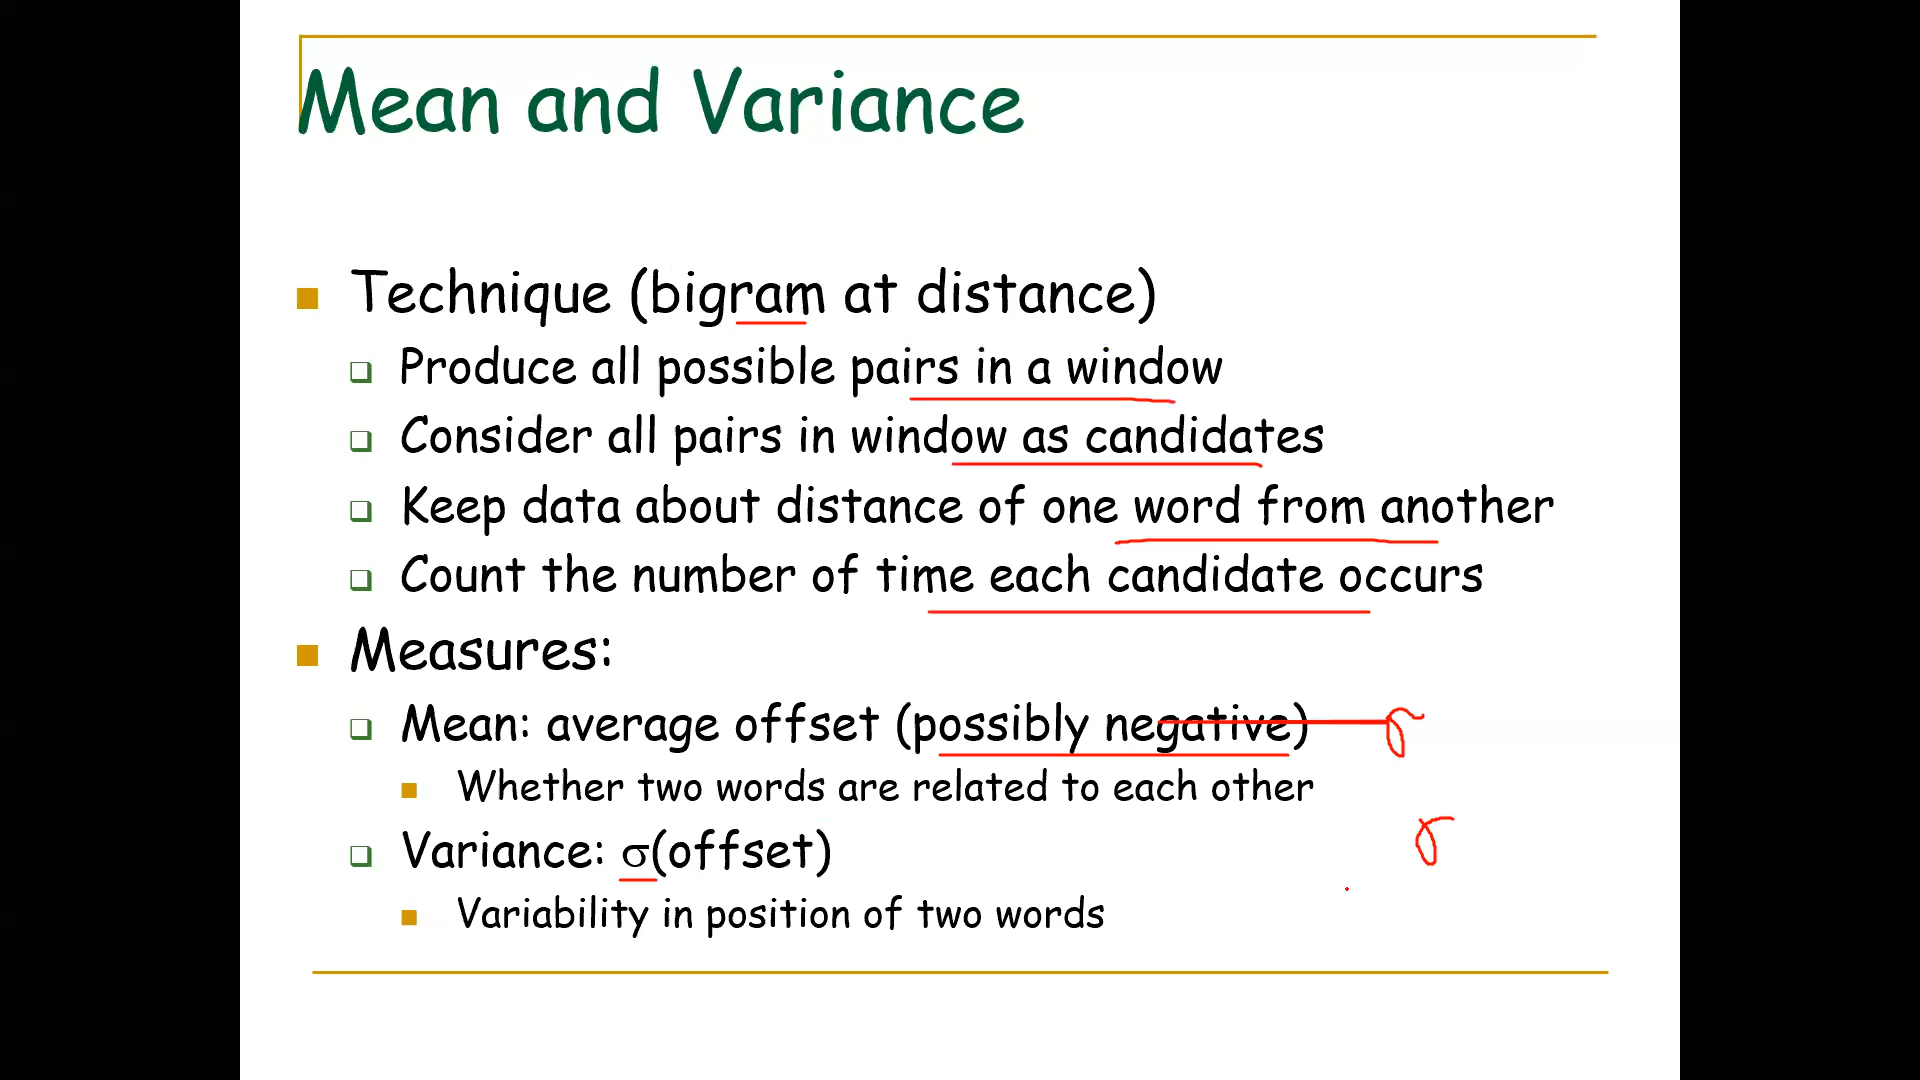 Mean and Variance
Technique (bigram at distance)
Produce all possible pairs in a window
Consider all pairs in window as candidates
Keep data about distance of one word from another
Count the number of time each candidate occurs
Measures:
Mean: average offset (possibly negative) σ
Whether two words are related to each other
σ
Variance: σ(offset)
Variability in position of two words